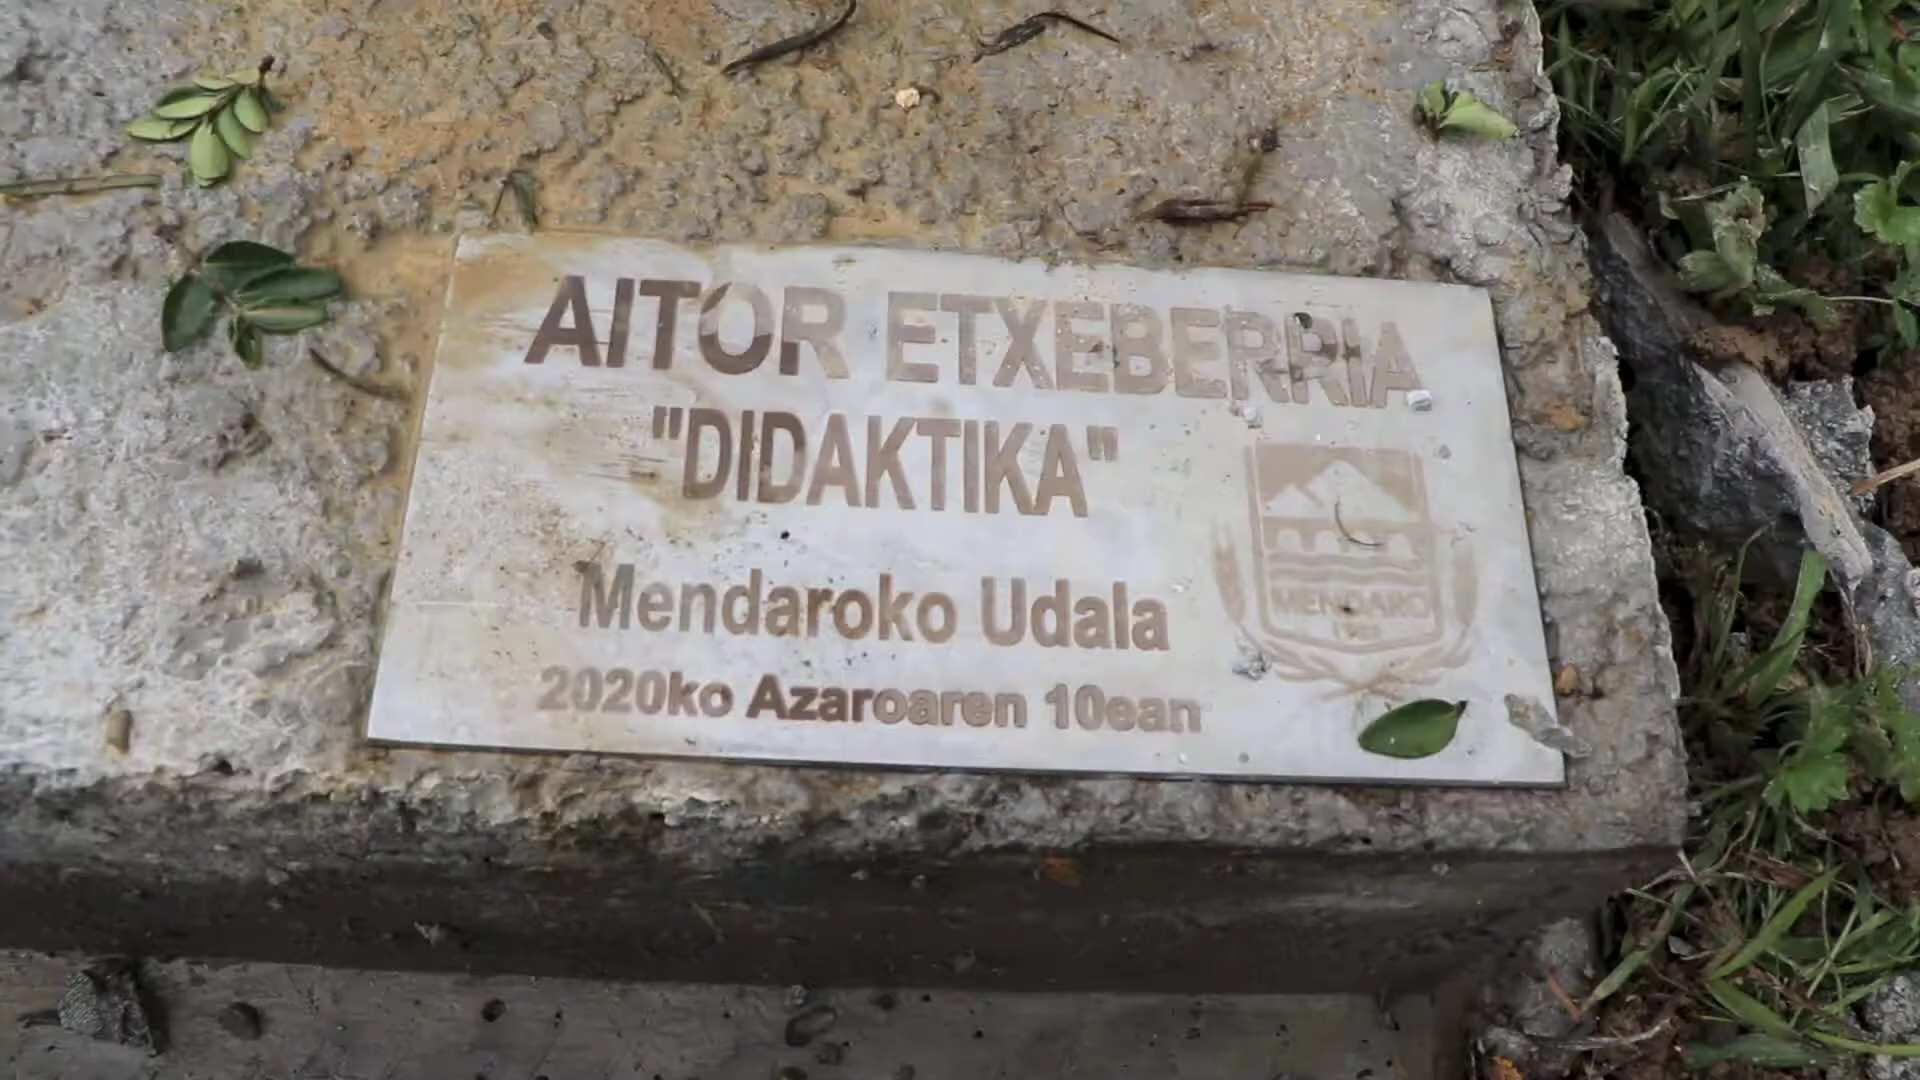 AITOR ETXEBERRIA
"DIDAKTIKA"
Mendaroko Udala
2020ko Azaroaren 10ean
MENDARO